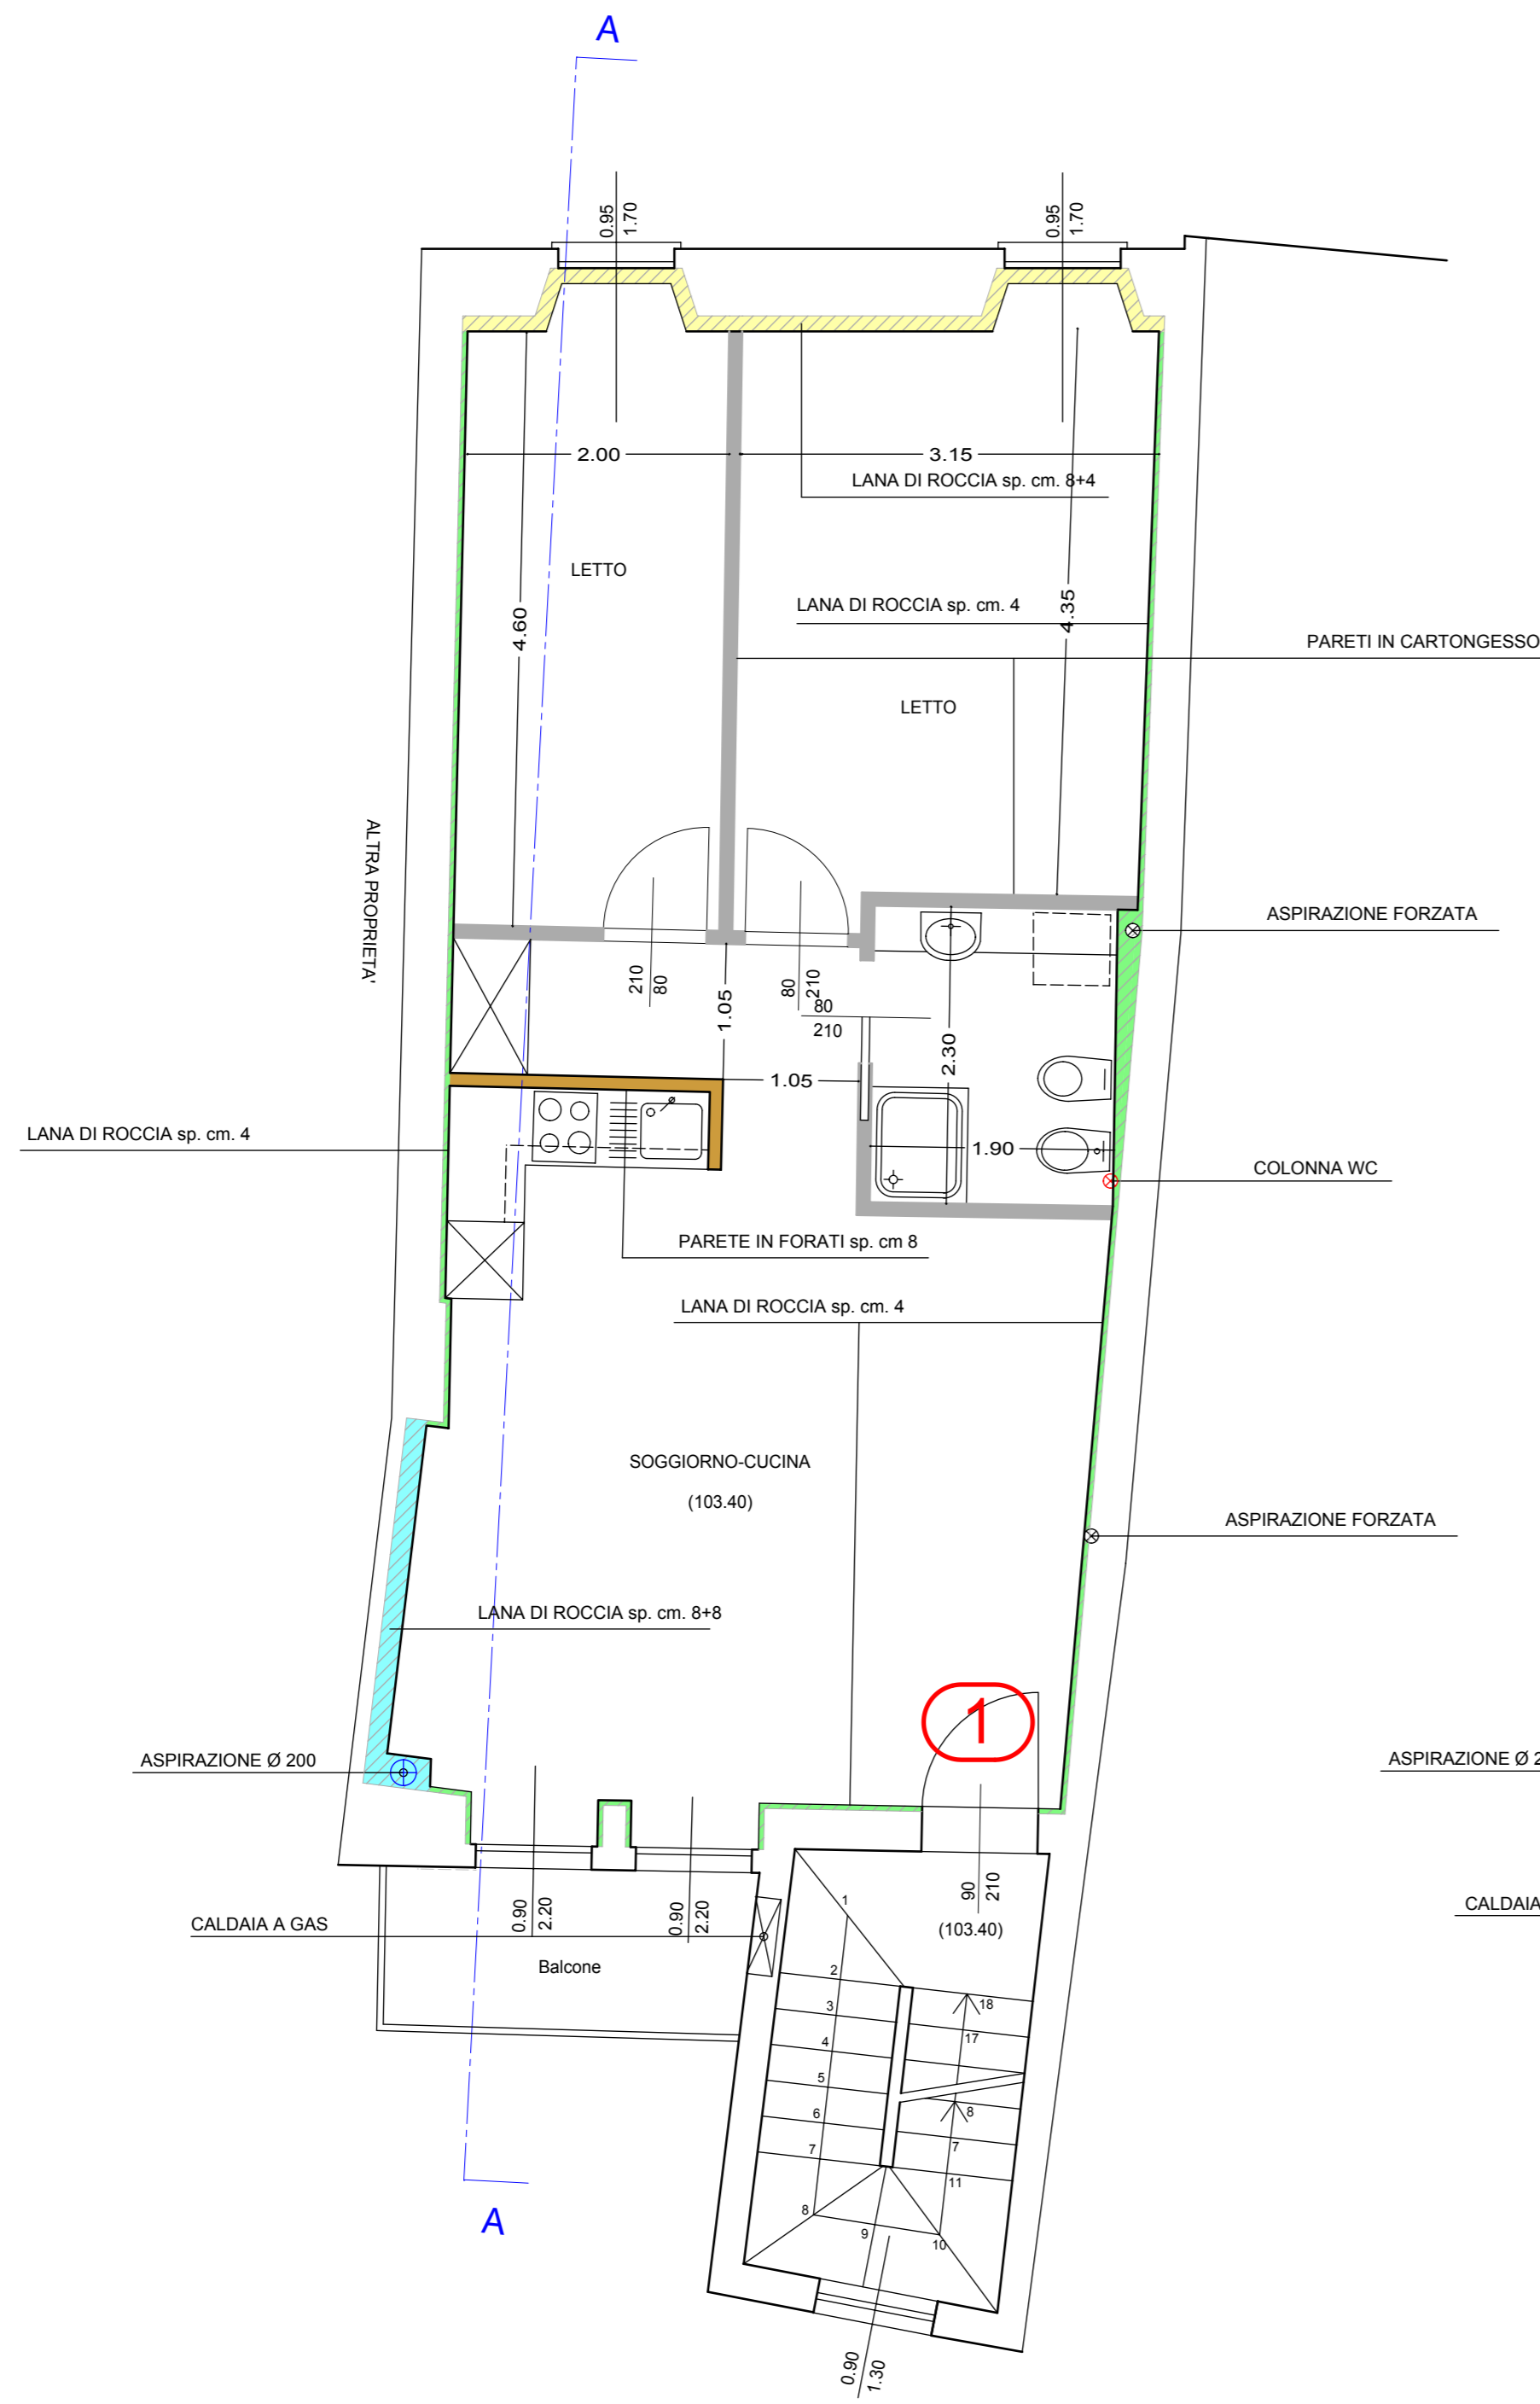 A
0.95
1.70
0.95
1.70
2.00
3.15
LANA DI ROCCIA sp. cm. 8+4
LETTO
4.60
LANA DI ROCCIA sp. cm. 4
4.35
PARETI IN CARTONGESSO
LETTO
ALTRA PROPRIETA'
ASPIRAZIONE FORZATA
210
80
1.05
80
210
80
210
2.30
1.05
LANA DI ROCCIA sp. cm. 4
1.90
COLONNA WC
PARETE IN FORATI sp. cm 8
LANA DI ROCCIA sp. cm. 4
SOGGIORNO-CUCINA
(103.40)
ASPIRAZIONE FORZATA
LANA DI ROCCIA sp. cm. 8+8
1
ASPIRAZIONE Ø 200
ASPIRAZIONE Ø 2
90
210
0.90
2.20
0.90
2.20
CALDAIA A GAS
CALDAIA
(103.40)
Balcone
1
2
3
4
5
6
7
8
9
10
11
7
8
17
18
A
0.90
1.30